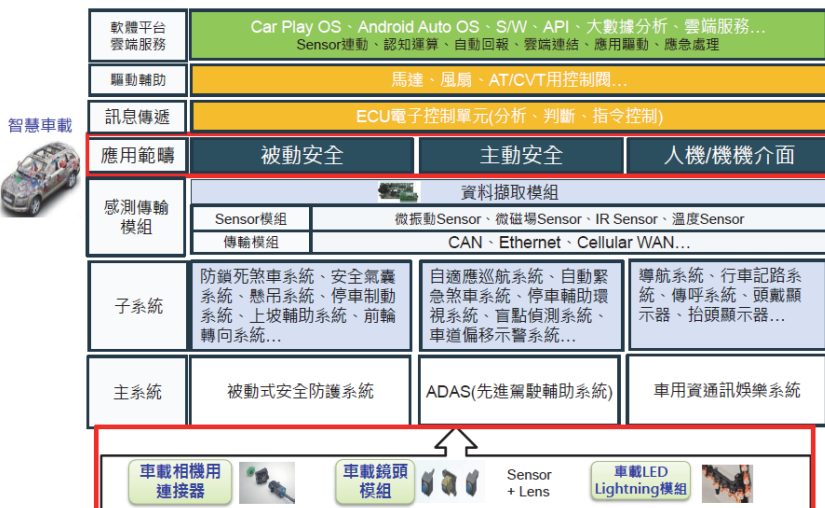 軟體平台
雲端服務
Car Play OS、Android Auto OS、S/W、API、大數據分析、雲端服務…
Sensor連動、認知運算、自動回報、雲端連結、應用驅動、應急處理
驅動輔助
馬達、風扇、AT/CVT用控制閥…
智慧車載
訊息傳遞
ECU電子控制單元(分析、判斷、指令控制)
應用範疇
被動安全
主動安全
人機/機機介面
感測傳輸
模組
資料擷取模組
Sensor模組
微振動Sensor、微磁場Sensor、IR Sensor、溫度Sensor
傳輸模組
CAN、Ethernet、Cellular WAN…
子系統
防鎖死煞車系統、安全氣囊
系統、懸吊系統、停車制動
系統、上坡輔助系統、前輪
轉向系統…
自適應巡航系統、自動緊
急煞車系統、停車輔助環
視系統、盲點偵測系統、
車道偏移示警系統…
導航系統、行車記路系
統、傳呼系統、頭戴顯
示器、抬頭顯示器…
主系統
被動式安全防護系統
ADAS(先進駕駛輔助系統)
車用資通訊娛樂系統
車載相機用
連接器
車載鏡頭
模組
Sensor
+ Lens
車載LED
Lightning模組